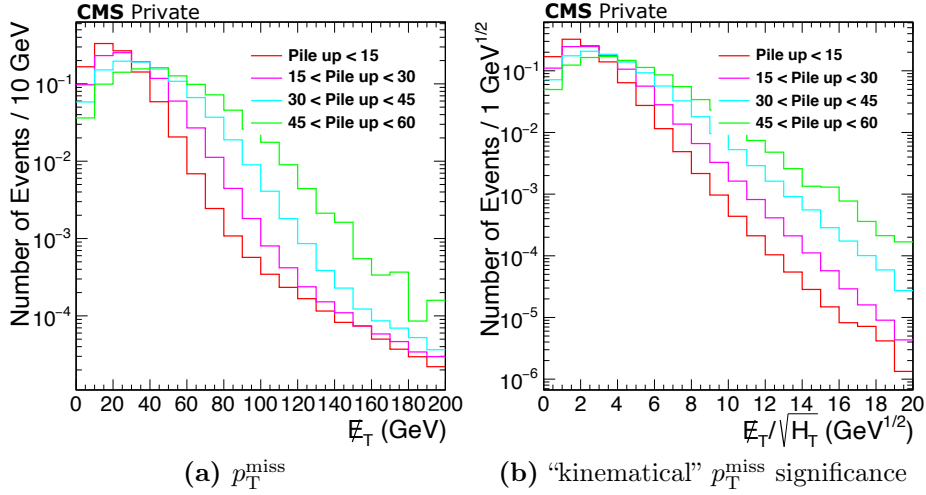 CMS Private
Number of Events / 10 GeV
10⁻¹
10⁻²
10⁻³
10⁻⁴
Pile up < 15
15 < Pile up < 30
30 < Pile up < 45
45 < Pile up < 60
0 20 40 60 80 100 120 140 160 180 200
E̸_T (GeV)
(a) p_T^miss
CMS Private
Number of Events / 1 GeV^1/2
10⁻¹
10⁻²
10⁻³
10⁻⁴
10⁻⁵
10⁻⁶
Pile up < 15
15 < Pile up < 30
30 < Pile up < 45
45 < Pile up < 60
0 2 4 6 8 10 12 14 16 18 20
E̸_T/√H_T (GeV^1/2)
(b) “kinematical” p_T^miss significance